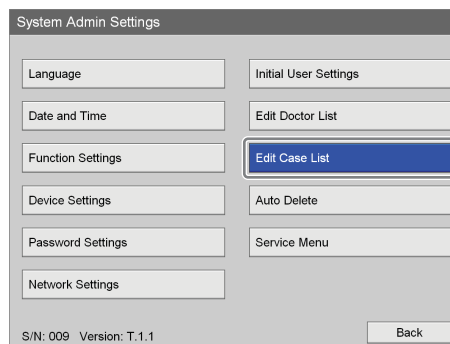 System Admin Settings
Language
Initial User Settings
Date and Time
Edit Doctor List
Function Settings
Edit Case List
Device Settings
Auto Delete
Password Settings
Service Menu
Network Settings
S/N: 009 Version: T.1.1
Back